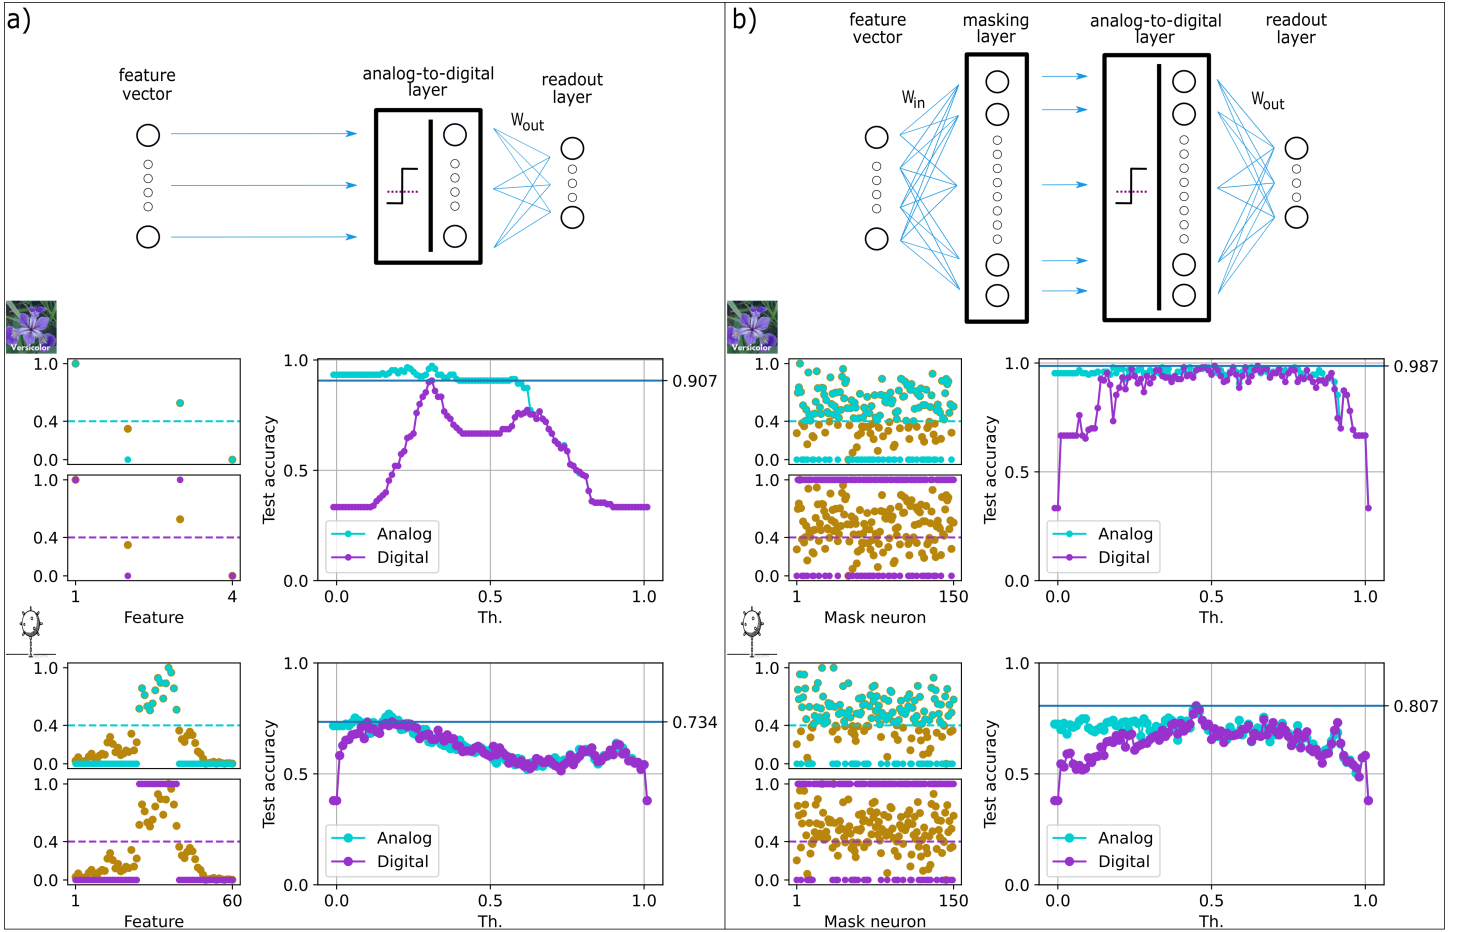 a)
feature
vector
analog-to-digital
layer
readout
layer
Wout
Versicolor
1.0
0.4
0.0
1.0
0.4
0.0
1
4
Feature
Test accuracy
1.0
0.5
0.0
0.907
Analog
Digital
0.0
0.5
1.0
Th.
1.0
0.4
0.0
1.0
0.4
0.0
1
60
Feature
Test accuracy
1.0
0.5
0.0
0.734
Analog
Digital
0.0
0.5
1.0
Th.
b)
feature
vector
masking
layer
analog-to-digital
layer
readout
layer
Win
Wout
Versicolor
1.0
0.4
0.0
1.0
0.4
0.0
1
150
Mask neuron
Test accuracy
1.0
0.5
0.0
0.987
Analog
Digital
0.0
0.5
1.0
Th.
1.0
0.4
0.0
1.0
0.4
0.0
1
150
Mask neuron
Test accuracy
1.0
0.5
0.0
0.807
Analog
Digital
0.0
0.5
1.0
Th.